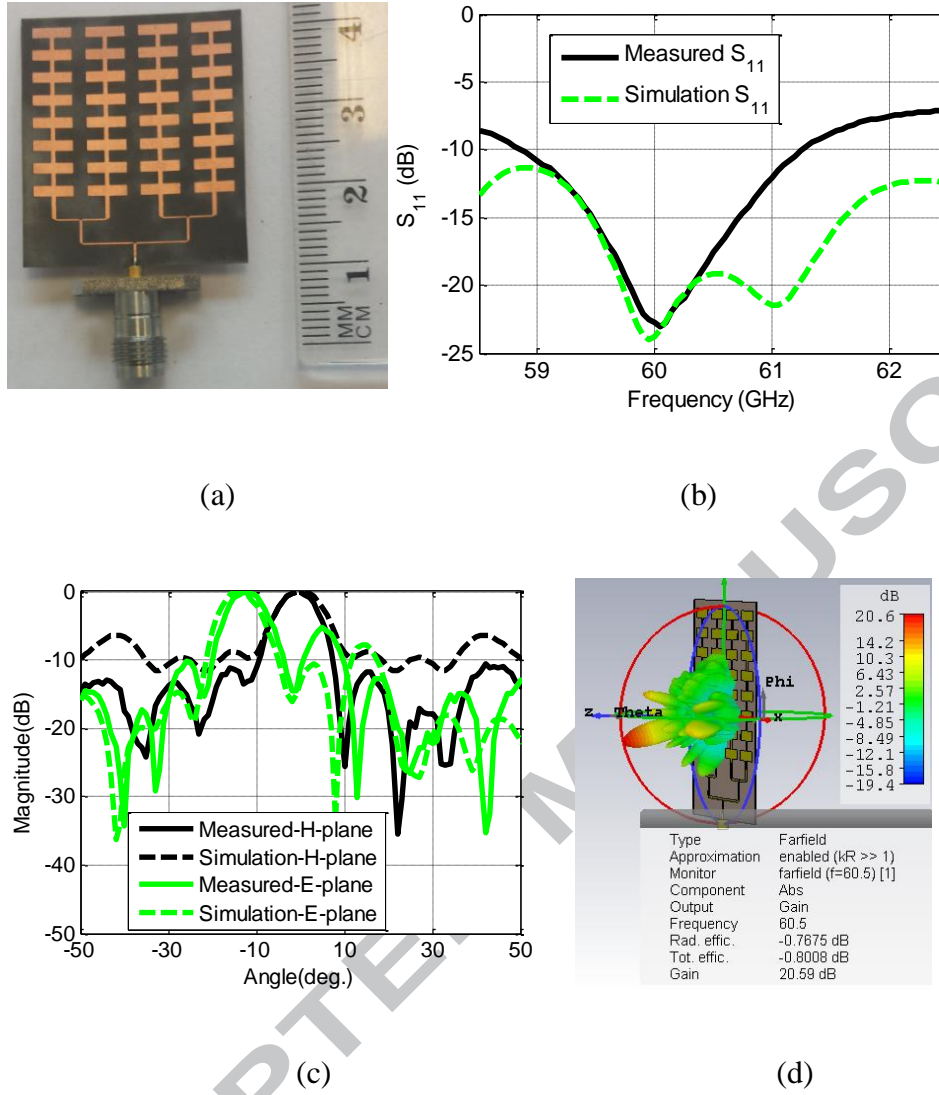 4
3
2
1
MM
CM
0
-5
-10
-15
-20
-25
S11 (dB)
Measured S11
Simulation S11
59 60 61 62
Frequency (GHz)
(a)
(b)
0
-10
-20
-30
-40
-50
Magnitude(dB)
Measured-H-plane
Simulation-H-plane
Measured-E-plane
Simulation-E-plane
-50 -30 -10 10 30 50
Angle(deg.)
dB
20.6
14.2
10.3
6.43
2.57
-1.21
-4.85
-8.49
-12.1
-15.8
-19.4
Phi
z Theta x
Type Farfield
Approximation enabled (kR >> 1)
Monitor farfield (f=60.5) [1]
Component Abs
Output Gain
Frequency 60.5
Rad. effic. -0.7675 dB
Tot. effic. -0.8008 dB
Gain 20.59 dB
(c)
(d)